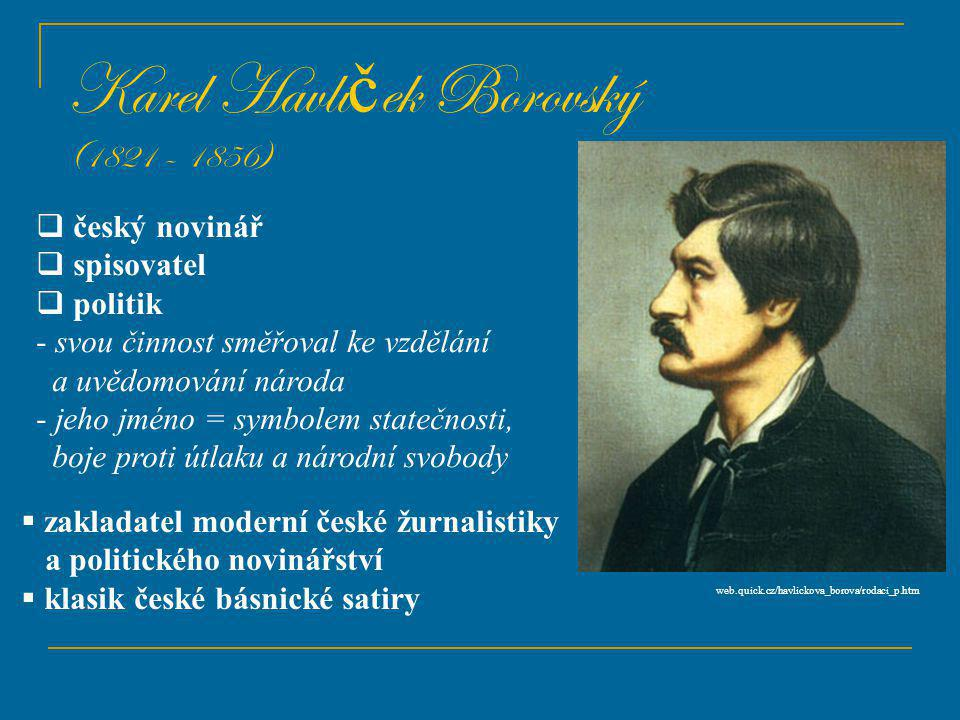 Karel Havlíček Borovský
(1821 - 1856)
český novinář
spisovatel
politik
- svou činnost směřoval ke vzdělání
a uvědomování národa
- jeho jméno = symbolem statečnosti,
boje proti útlaku a národní svobody
▪ zakladatel moderní české žurnalistiky
a politického novinářství
▪ klasik české básnické satiry
web.quick.cz/havlickova_borova/rodaci_p.htm